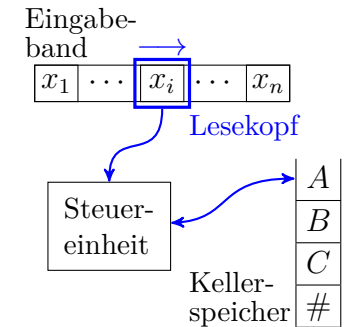 Eingabe-
band
x₁ ⋯ xᵢ ⋯ xₙ
Lesekopf
Steuer-
einheit
A
B
C
#
Keller-
speicher